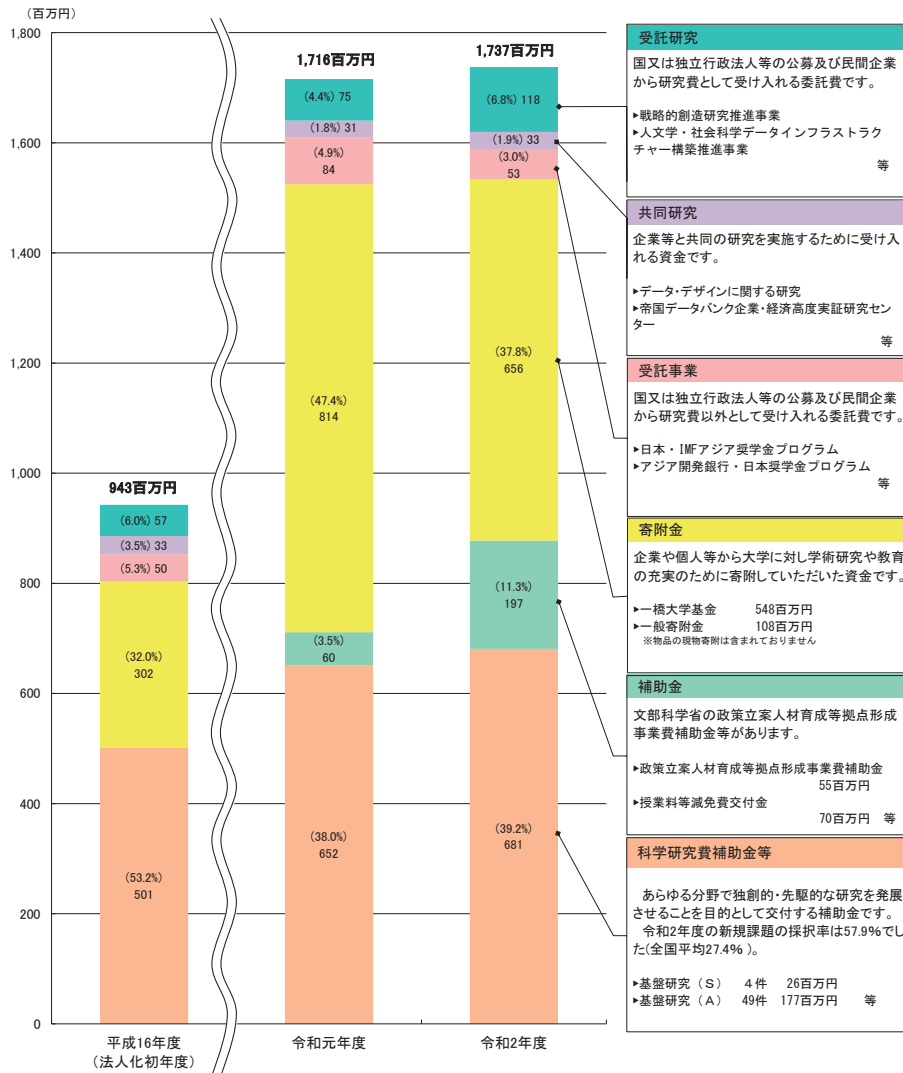 (百万円)
1,800
1,600
1,400
1,200
1,000
800
600
400
200
0
943百万円
(6.0%) 57
(3.5%) 33
(5.3%) 50
(32.0%)
302
(53.2%)
501
平成16年度
(法人化初年度)
1,716百万円
(4.4%) 75
(1.8%) 31
(4.9%)
84
(47.4%)
814
(3.5%)
60
(38.0%)
652
令和元年度
1,737百万円
(6.8%) 118
(1.9%) 33
(3.0%)
53
(37.8%)
656
(11.3%)
197
(39.2%)
681
令和2年度
受託研究
国又は独立行政法人等の公募及び民間企業
から研究費として受け入れる委託費です。
▶戦略的創造研究推進事業
▶人文学・社会科学データインフラストラク
チャー構築推進事業
等
共同研究
企業等と共同の研究を実施するために受け入
れる資金です。
▶データ・デザインに関する研究
▶帝国データバンク企業・経済高度実証研究セン
ター
等
受託事業
国又は独立行政法人等の公募及び民間企業
から研究費以外として受け入れる委託費です。
▶日本・IMFアジア奨学金プログラム
▶アジア開発銀行・日本奨学金プログラム
等
寄附金
企業や個人等から大学に対し学術研究や教育
の充実のために寄附していただいた資金です。
▶一橋大学基金 548百万円
▶一般寄附金 108百万円
※物品の現物寄附は含まれておりません
補助金
文部科学省の政策立案人材育成等拠点形成
事業費補助金等があります。
▶政策立案人材育成等拠点形成事業費補助金
55百万円
▶授業料等減免費交付金
70百万円 等
科学研究費補助金等
あらゆる分野で独創的・先駆的な研究を発展
させることを目的として交付する補助金です。
令和2年度の新規課題の採択率は57.9%でし
た(全国平均27.4% )。
▶基盤研究(S) 4件 26百万円
▶基盤研究(A) 49件 177百万円 等